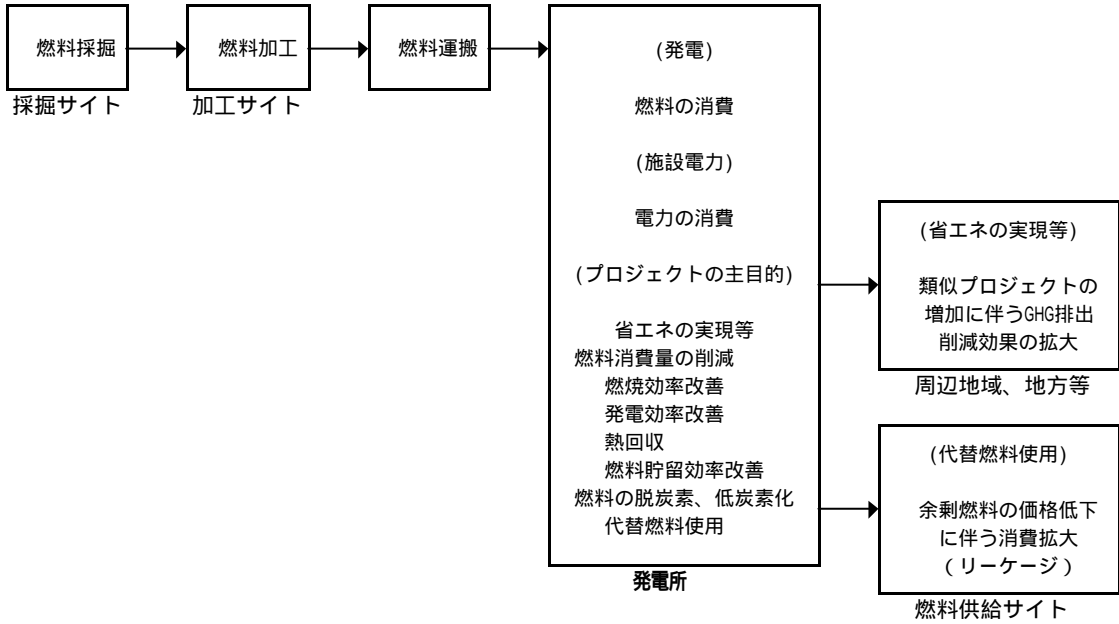 燃料採掘
採掘サイト
燃料加工
加工サイト
燃料運搬
(発電)
燃料の消費
(施設電力)
電力の消費
(プロジェクトの主目的)
省エネの実現等
燃料消費量の削減
燃焼効率改善
発電効率改善
熱回収
燃料貯留効率改善
燃料の脱炭素、低炭素化
代替燃料使用
発電所
(省エネの実現等)
類似プロジェクトの
増加に伴うGHG排出
削減効果の拡大
周辺地域、地方等
(代替燃料使用)
余剰燃料の価格低下
に伴う消費拡大
(リーケージ)
燃料供給サイト